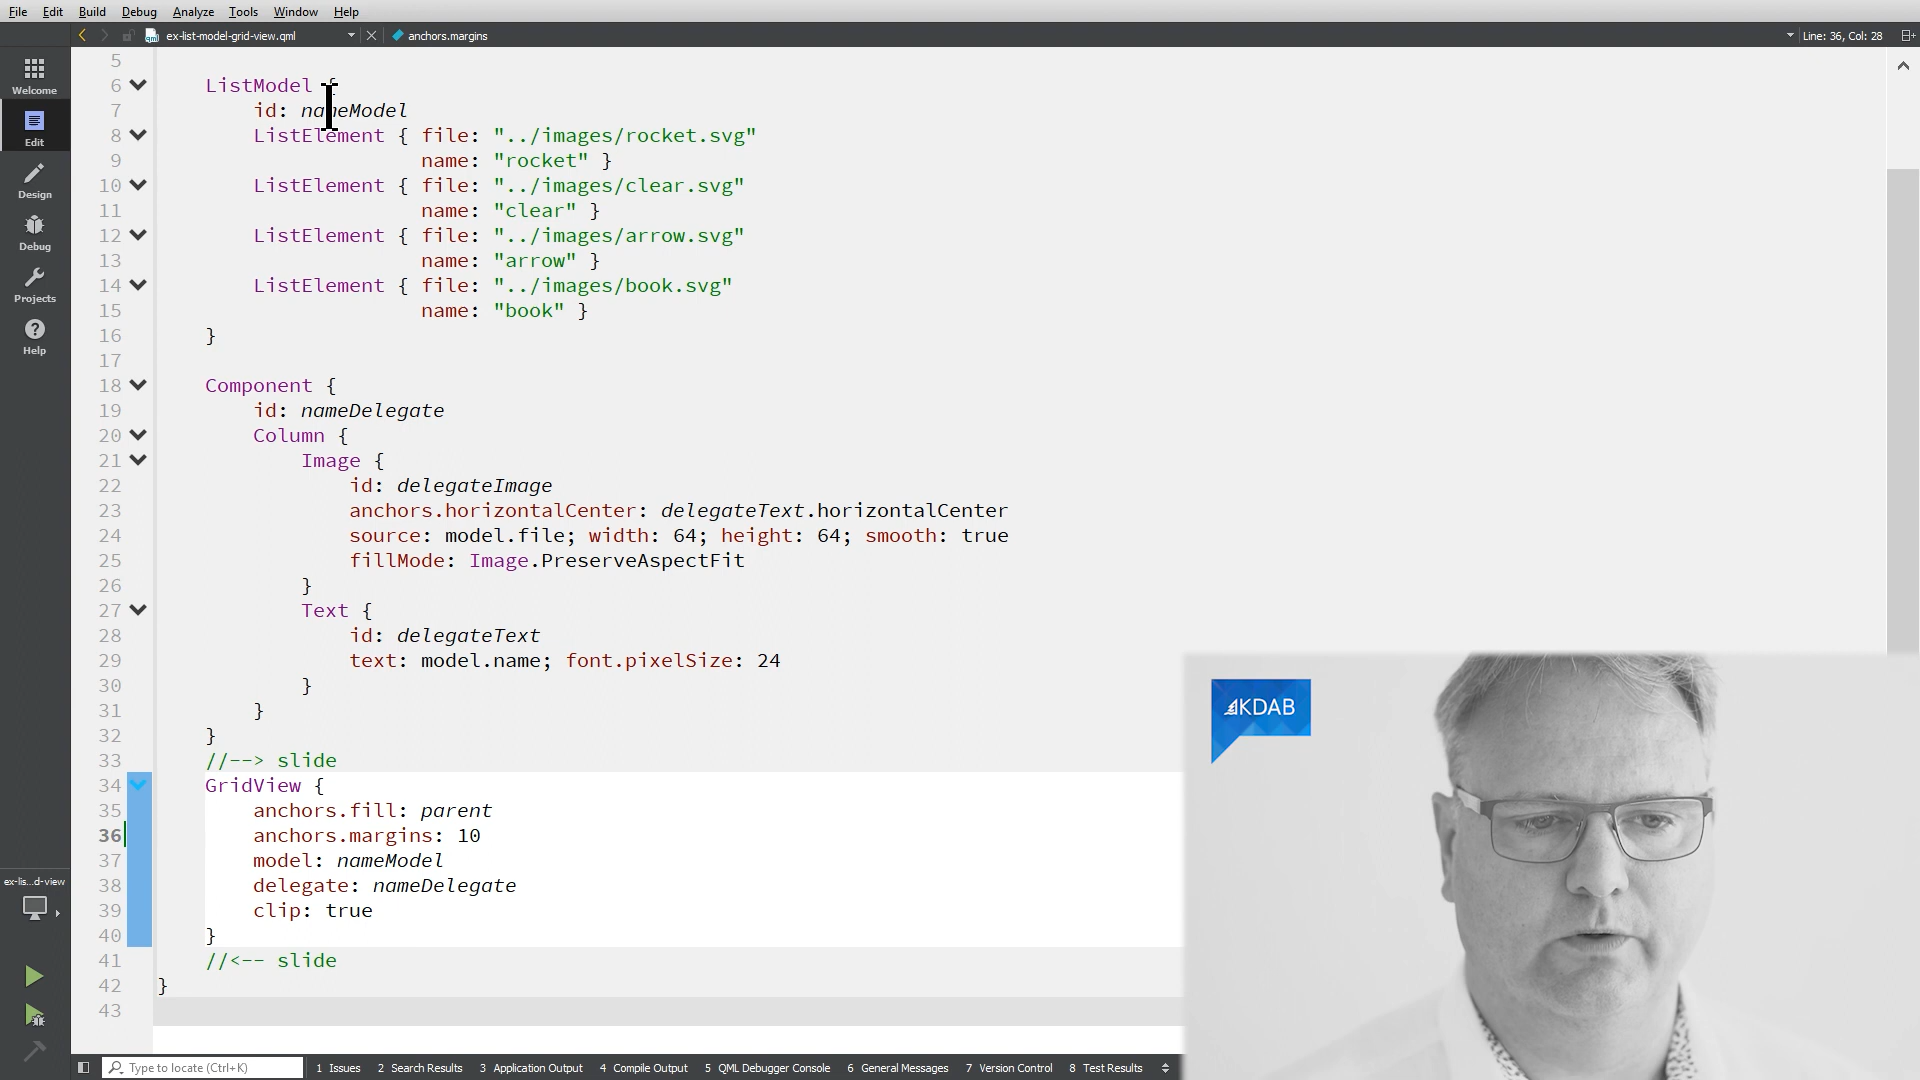 File Edit Build Debug Analyze Tools Window Help
ex-list-model-grid-view.qml anchors.margins Line: 36, Col: 28
Welcome
Edit
Design
Debug
Projects
Help
ex-lis...d-view
5
6 ListModel {
7 id: nameModel
8 ListElement { file: "../images/rocket.svg"
9 name: "rocket" }
10 ListElement { file: "../images/clear.svg"
11 name: "clear" }
12 ListElement { file: "../images/arrow.svg"
13 name: "arrow" }
14 ListElement { file: "../images/book.svg"
15 name: "book" }
16 }
17
18 Component {
19 id: nameDelegate
20 Column {
21 Image {
22 id: delegateImage
23 anchors.horizontalCenter: delegateText.horizontalCenter
24 source: model.file; width: 64; height: 64; smooth: true
25 fillMode: Image.PreserveAspectFit
26 }
27 Text {
28 id: delegateText
29 text: model.name; font.pixelSize: 24
30 }
31 }
32 }
33 //--> slide
34 GridView {
35 anchors.fill: parent
36 anchors.margins: 10
37 model: nameModel
38 delegate: nameDelegate
39 clip: true
40 }
41 //<-- slide
42 }
43
KDAB
Type to locate (Ctrl+K) 1 Issues 2 Search Results 3 Application Output 4 Compile Output 5 QML Debugger Console 6 General Messages 7 Version Control 8 Test Results